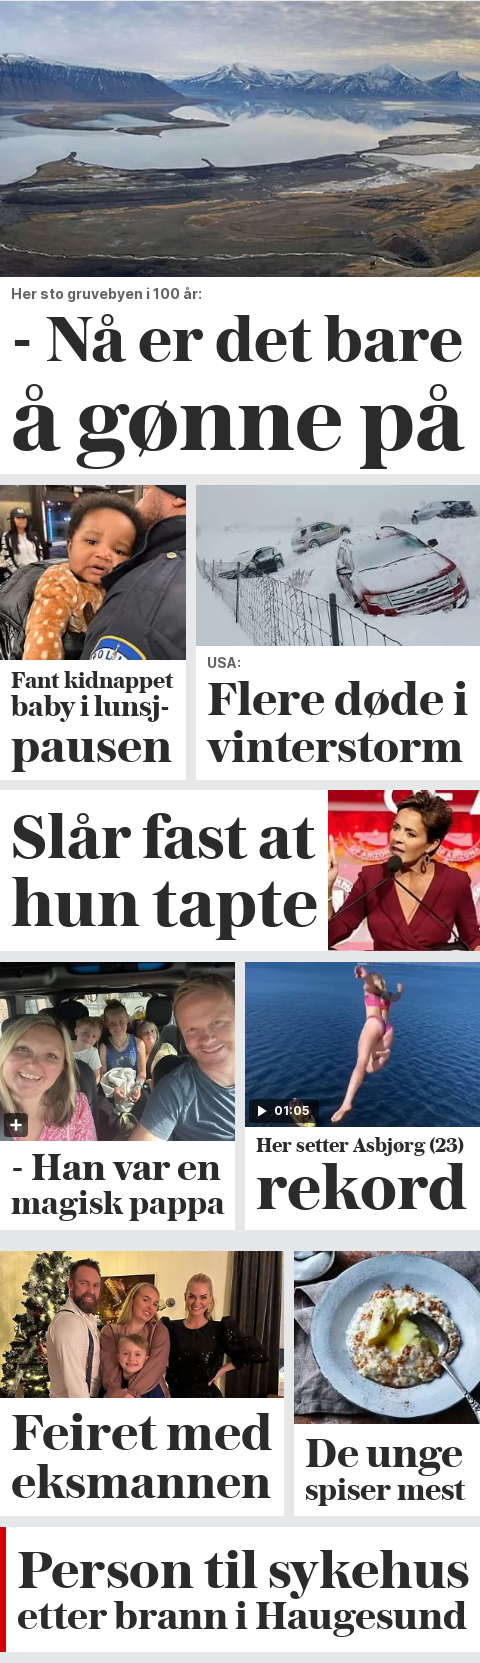 Her sto gruvebyen i 100 år:
- Nå er det bare
å gønne på
Fant kidnappet
baby i lunsj-
pausen
USA:
Flere døde i
vinterstorm
Slår fast at
hun tapte
- Han var en
magisk pappa
01:05
Her setter Asbjørg (23)
rekord
Feiret med
eksmannen
De unge
spiser mest
Person til sykehus
etter brann i Haugesund